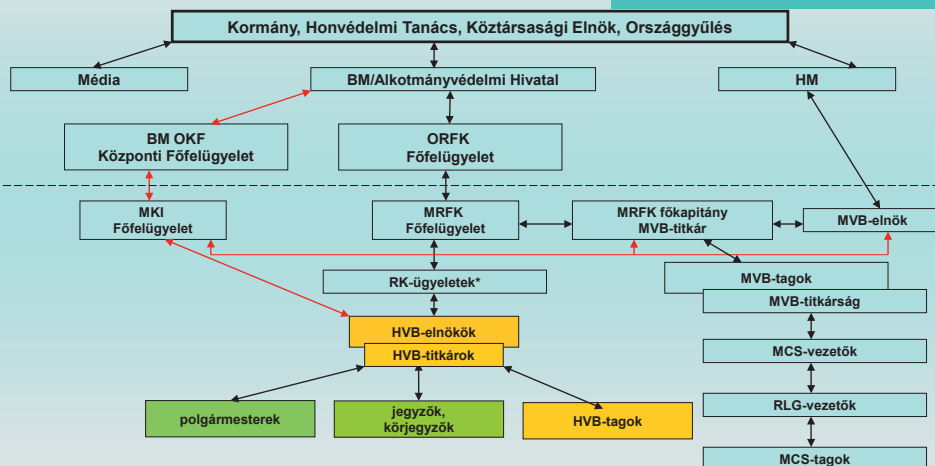 Kormány, Honvédelmi Tanács, Köztársasági Elnök, Országgyűlés
Média
BM/Alkotmányvédelmi Hivatal
HM
BM OKF
Központi Főfelügyelet
ORFK
Főfelügyelet
MKI
Főfelügyelet
MRFK
Főfelügyelet
MRFK főkapitány
MVB-titkár
MVB-elnök
RK-ügyeletek*
MVB-tagok
MVB-titkárság
HVB-elnökök
HVB-titkárok
MCS-vezetők
polgármesterek
jegyzők,
körjegyzők
HVB-tagok
RLG-vezetők
MCS-tagok